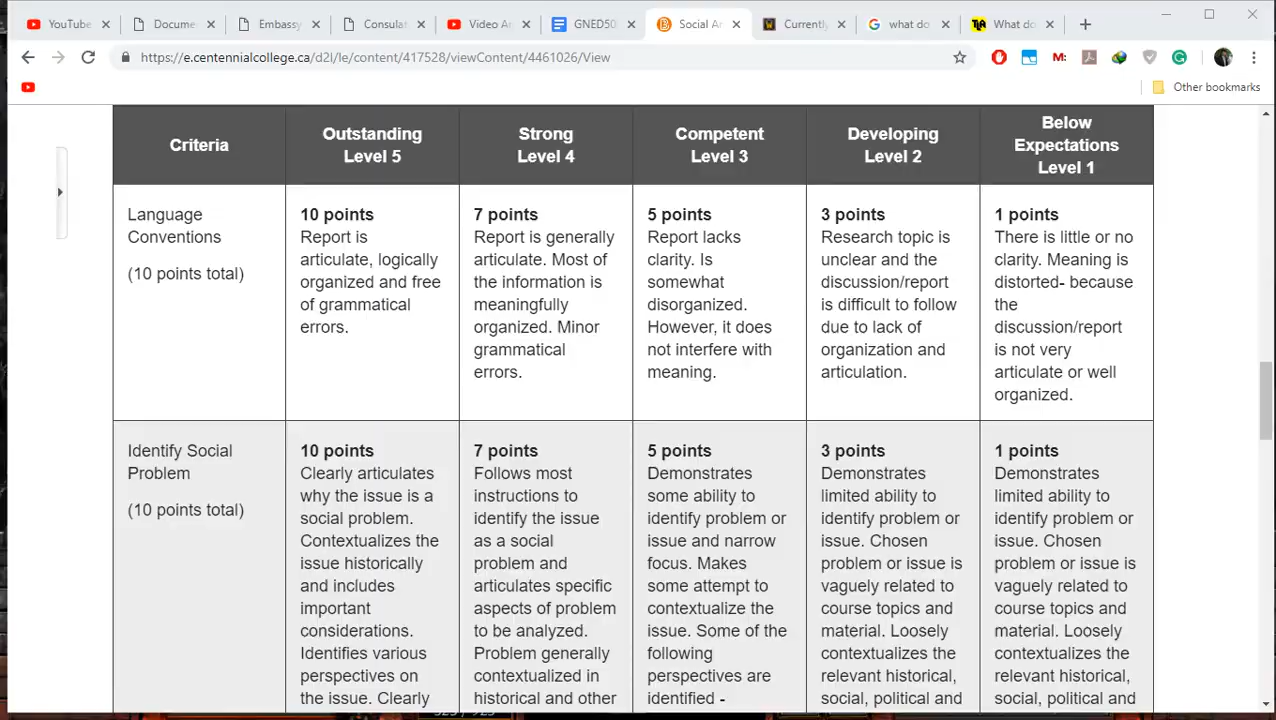 YouTube
Docume
Embassy
Consula
Video An
GNED50
Social Ar
Currently
what do
What do
https://e.centennialcollege.ca/d2l/le/content/417528/viewContent/4461026/View
Other bookmarks
Criteria
Outstanding
Level 5
Strong
Level 4
Competent
Level 3
Developing
Level 2
Below
Expectations
Level 1
Language
Conventions
(10 points total)
10 points
Report is
articulate, logically
organized and free
of grammatical
errors.
7 points
Report is generally
articulate. Most of
the information is
meaningfully
organized. Minor
grammatical
errors.
5 points
Report lacks
clarity. Is
somewhat
disorganized.
However, it does
not interfere with
meaning.
3 points
Research topic is
unclear and the
discussion/report
is difficult to follow
due to lack of
organization and
articulation.
1 points
There is little or no
clarity. Meaning is
distorted- because
the
discussion/report
is not very
articulate or well
organized.
Identify Social
Problem
(10 points total)
10 points
Clearly articulates
why the issue is a
social problem.
Contextualizes the
issue historically
and includes
important
considerations.
Identifies various
perspectives on
the issue. Clearly
7 points
Follows most
instructions to
identify the issue
as a social
problem and
articulates specific
aspects of problem
to be analyzed.
Problem generally
contextualized in
historical and other
5 points
Demonstrates
some ability to
identify problem or
issue and narrow
focus. Makes
some attempt to
contextualize the
issue. Some of the
following
perspectives are
identified -
3 points
Demonstrates
limited ability to
identify problem or
issue. Chosen
problem or issue is
vaguely related to
course topics and
material. Loosely
contextualizes the
relevant historical,
social, political and
1 points
Demonstrates
limited ability to
identify problem or
issue. Chosen
problem or issue is
vaguely related to
course topics and
material. Loosely
contextualizes the
relevant historical,
social, political and